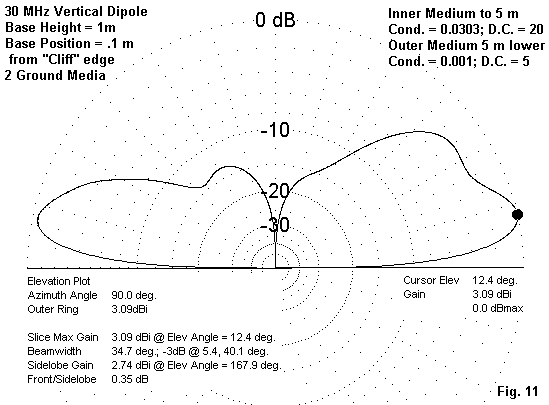 30 MHz Vertical Dipole
Base Height = 1m
Base Position = .1 m
from "Cliff" edge
2 Ground Media
0 dB
Inner Medium to 5 m
Cond. = 0.0303; D.C. = 20
Outer Medium 5 m lower
Cond. = 0.001; D.C. = 5
-10
-20
-30
Elevation Plot
Azimuth Angle 90.0 deg.
Outer Ring 3.09dBi
Cursor Elev 12.4 deg.
Gain 3.09 dBi
0.0 dBmax
Slice Max Gain 3.09 dBi @ Elev Angle = 12.4 deg.
Beamwidth 34.7 deg.; -3dB @ 5.4, 40.1 deg.
Sidelobe Gain 2.74 dBi @ Elev Angle = 167.9 deg.
Front/Sidelobe 0.35 dB
Fig. 11